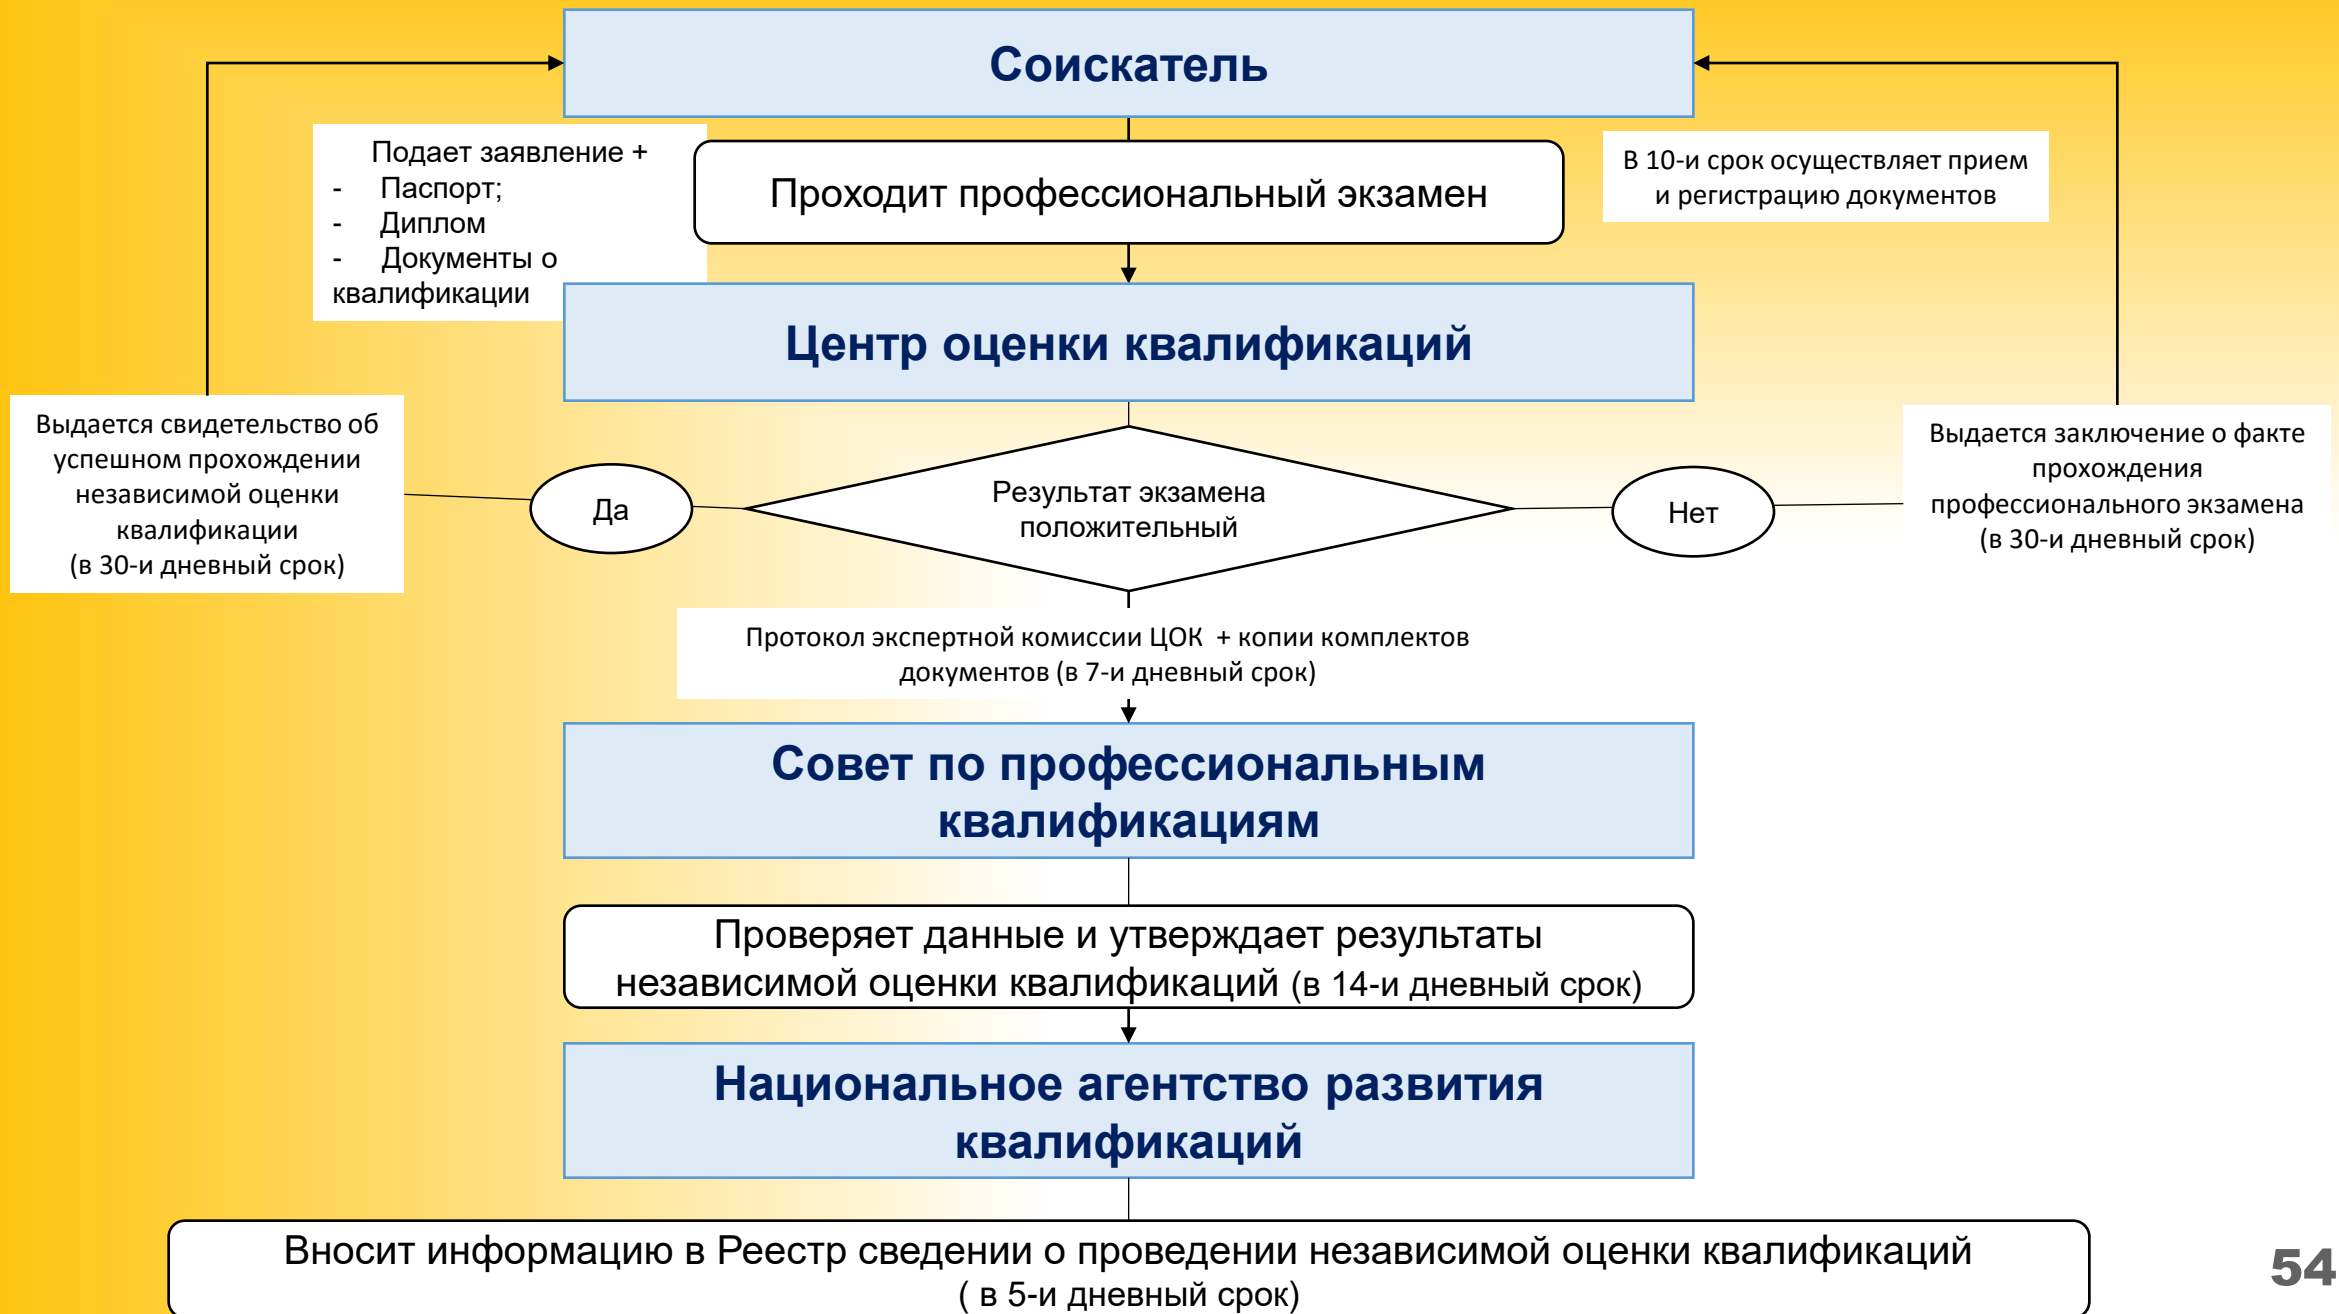 Соискатель
Подает заявление +
- Паспорт;
- Диплом
- Документы о
квалификации
Проходит профессиональный экзамен
В 10-и срок осуществляет прием
и регистрацию документов
Центр оценки квалификаций
Выдается свидетельство об
успешном прохождении
независимой оценки
квалификации
(в 30-и дневный срок)
Да
Результат экзамена
положительный
Нет
Выдается заключение о факте
прохождения
профессионального экзамена
(в 30-и дневный срок)
Протокол экспертной комиссии ЦОК + копии комплектов
документов (в 7-и дневный срок)
Совет по профессиональным
квалификациям
Проверяет данные и утверждает результаты
независимой оценки квалификаций (в 14-и дневный срок)
Национальное агентство развития
квалификаций
Вносит информацию в Реестр сведении о проведении независимой оценки квалификаций
( в 5-и дневный срок)
54